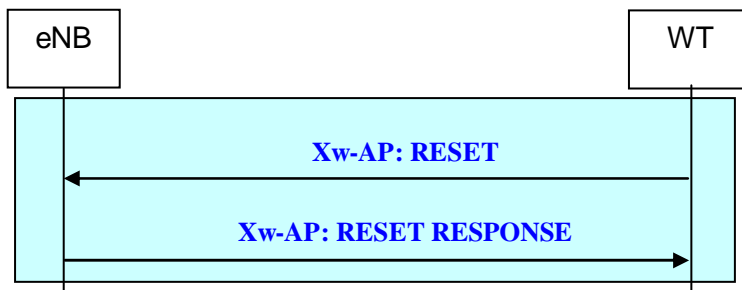 eNB
WT
Xw-AP: RESET
Xw-AP: RESET RESPONSE